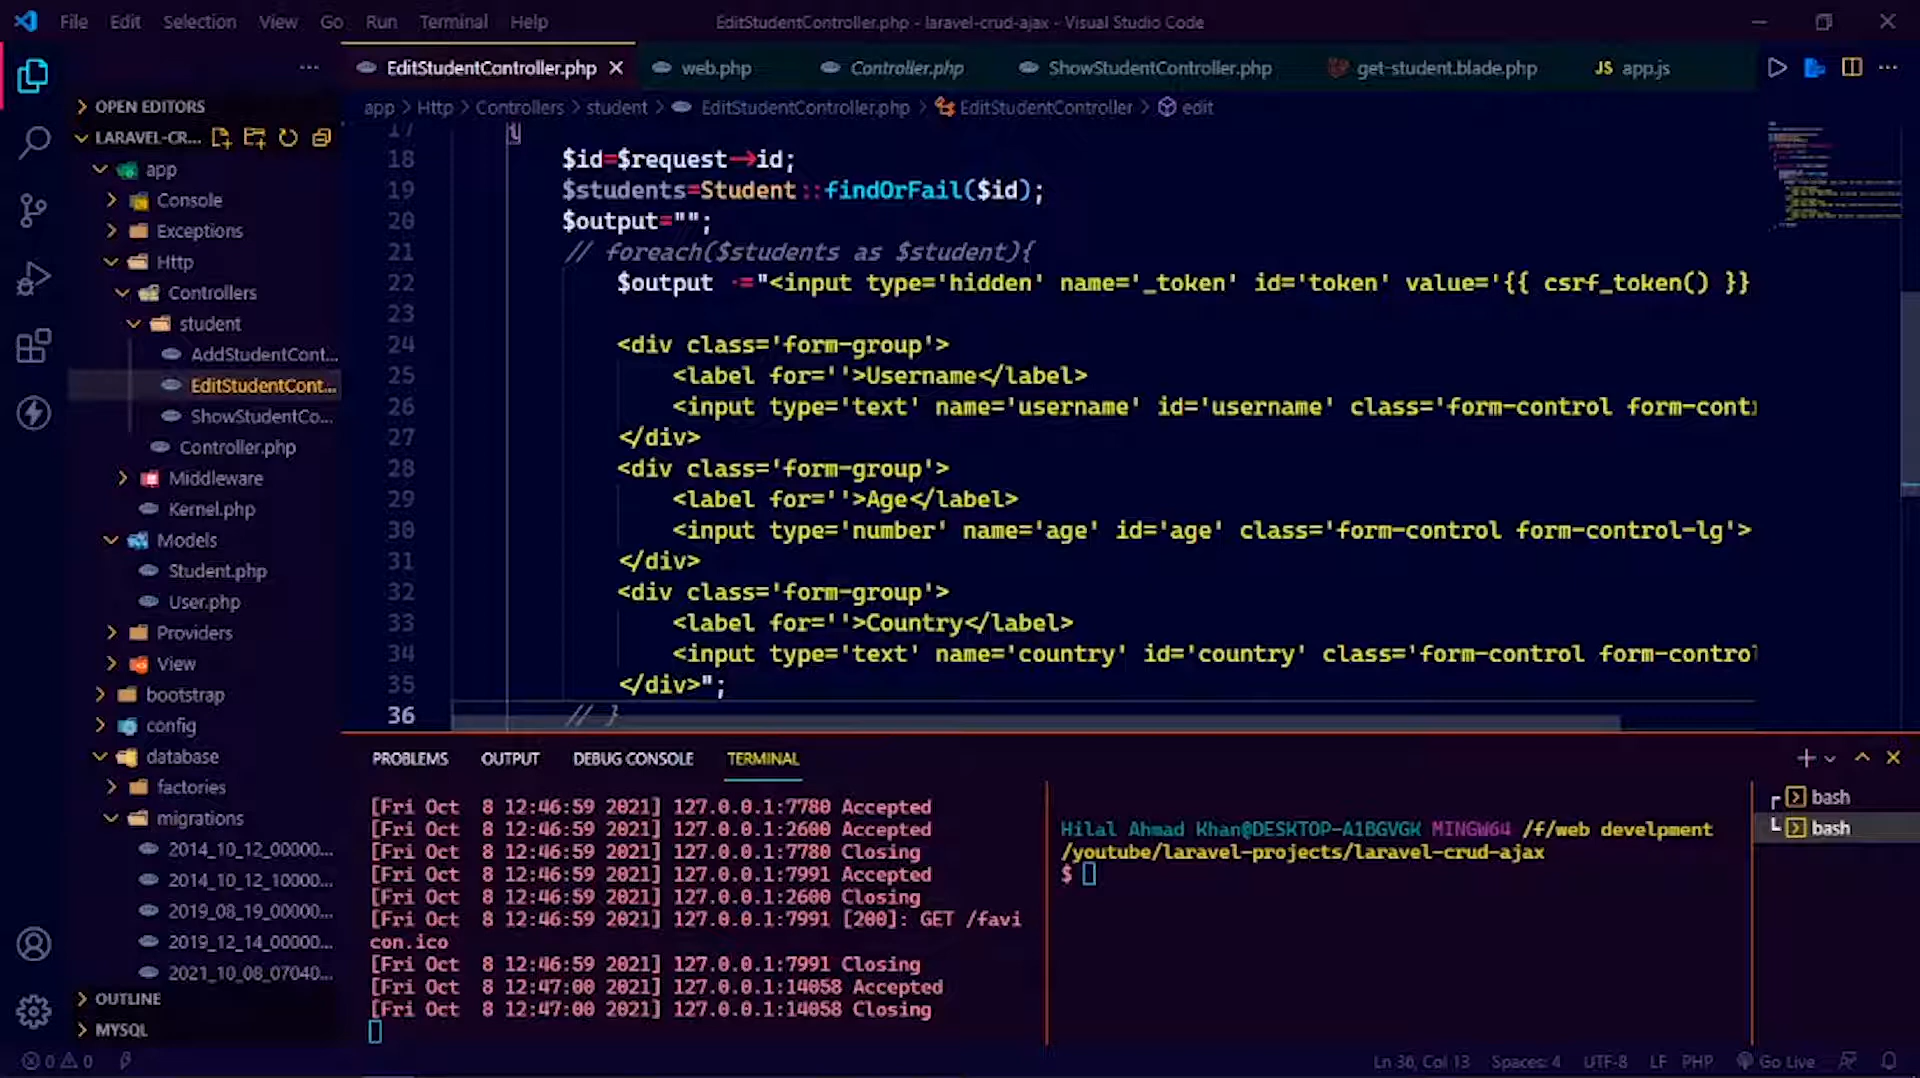 File Edit Selection View Go Run Terminal Help EditStudentController.php - laravel-crud-ajax - Visual Studio Code
EditStudentController.php web.php Controller.php ShowStudentController.php get-student.blade.php JS app.js
app > Http > Controllers > student > EditStudentController.php > EditStudentController > edit
OPEN EDITORS
LARAVEL-CR...
app
Console
Exceptions
Http
Controllers
student
AddStudentCont...
EditStudentCont...
ShowStudentCo...
Controller.php
Middleware
Kernel.php
Models
Student.php
User.php
Providers
View
bootstrap
config
database
factories
migrations
2014_10_12_00000...
2014_10_12_10000...
2019_08_19_00000...
2019_12_14_00000...
2021_10_08_07040...
OUTLINE
MYSQL
17 {
18 $id=$request->id;
19 $students=Student::findOrFail($id);
20 $output="";
21 // foreach($students as $student){
22 $output .="<input type='hidden' name='_token' id='token' value='{{ csrf_token() }}
23
24 <div class='form-group'>
25 <label for=''>Username</label>
26 <input type='text' name='username' id='username' class='form-control form-cont
27 </div>
28 <div class='form-group'>
29 <label for=''>Age</label>
30 <input type='number' name='age' id='age' class='form-control form-control-lg'>
31 </div>
32 <div class='form-group'>
33 <label for=''>Country</label>
34 <input type='text' name='country' id='country' class='form-control form-control
35 </div>";
36 // }
PROBLEMS OUTPUT DEBUG CONSOLE TERMINAL
[Fri Oct 8 12:46:59 2021] 127.0.0.1:7780 Accepted
[Fri Oct 8 12:46:59 2021] 127.0.0.1:2600 Accepted
[Fri Oct 8 12:46:59 2021] 127.0.0.1:7780 Closing
[Fri Oct 8 12:46:59 2021] 127.0.0.1:7991 Accepted
[Fri Oct 8 12:46:59 2021] 127.0.0.1:2600 Closing
[Fri Oct 8 12:46:59 2021] 127.0.0.1:7991 [200]: GET /favi
con.ico
[Fri Oct 8 12:46:59 2021] 127.0.0.1:7991 Closing
[Fri Oct 8 12:47:00 2021] 127.0.0.1:14058 Accepted
[Fri Oct 8 12:47:00 2021] 127.0.0.1:14058 Closing
Hilal Ahmad Khan@DESKTOP-A1BGVGK MINGW64 /f/web develpment
/youtube/laravel-projects/laravel-crud-ajax
$
bash
bash
0 0 Ln 36, Col 13 Spaces: 4 UTF-8 LF PHP Go Live